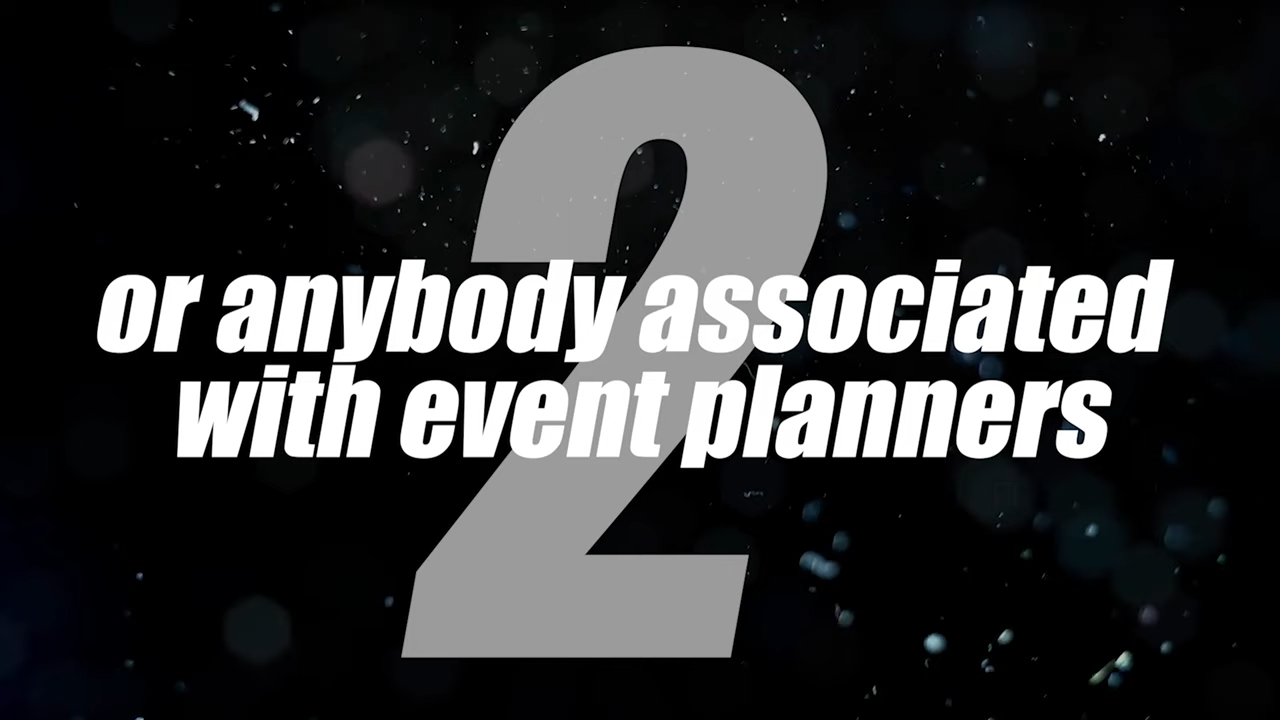 2
or anybody associated
with event planners